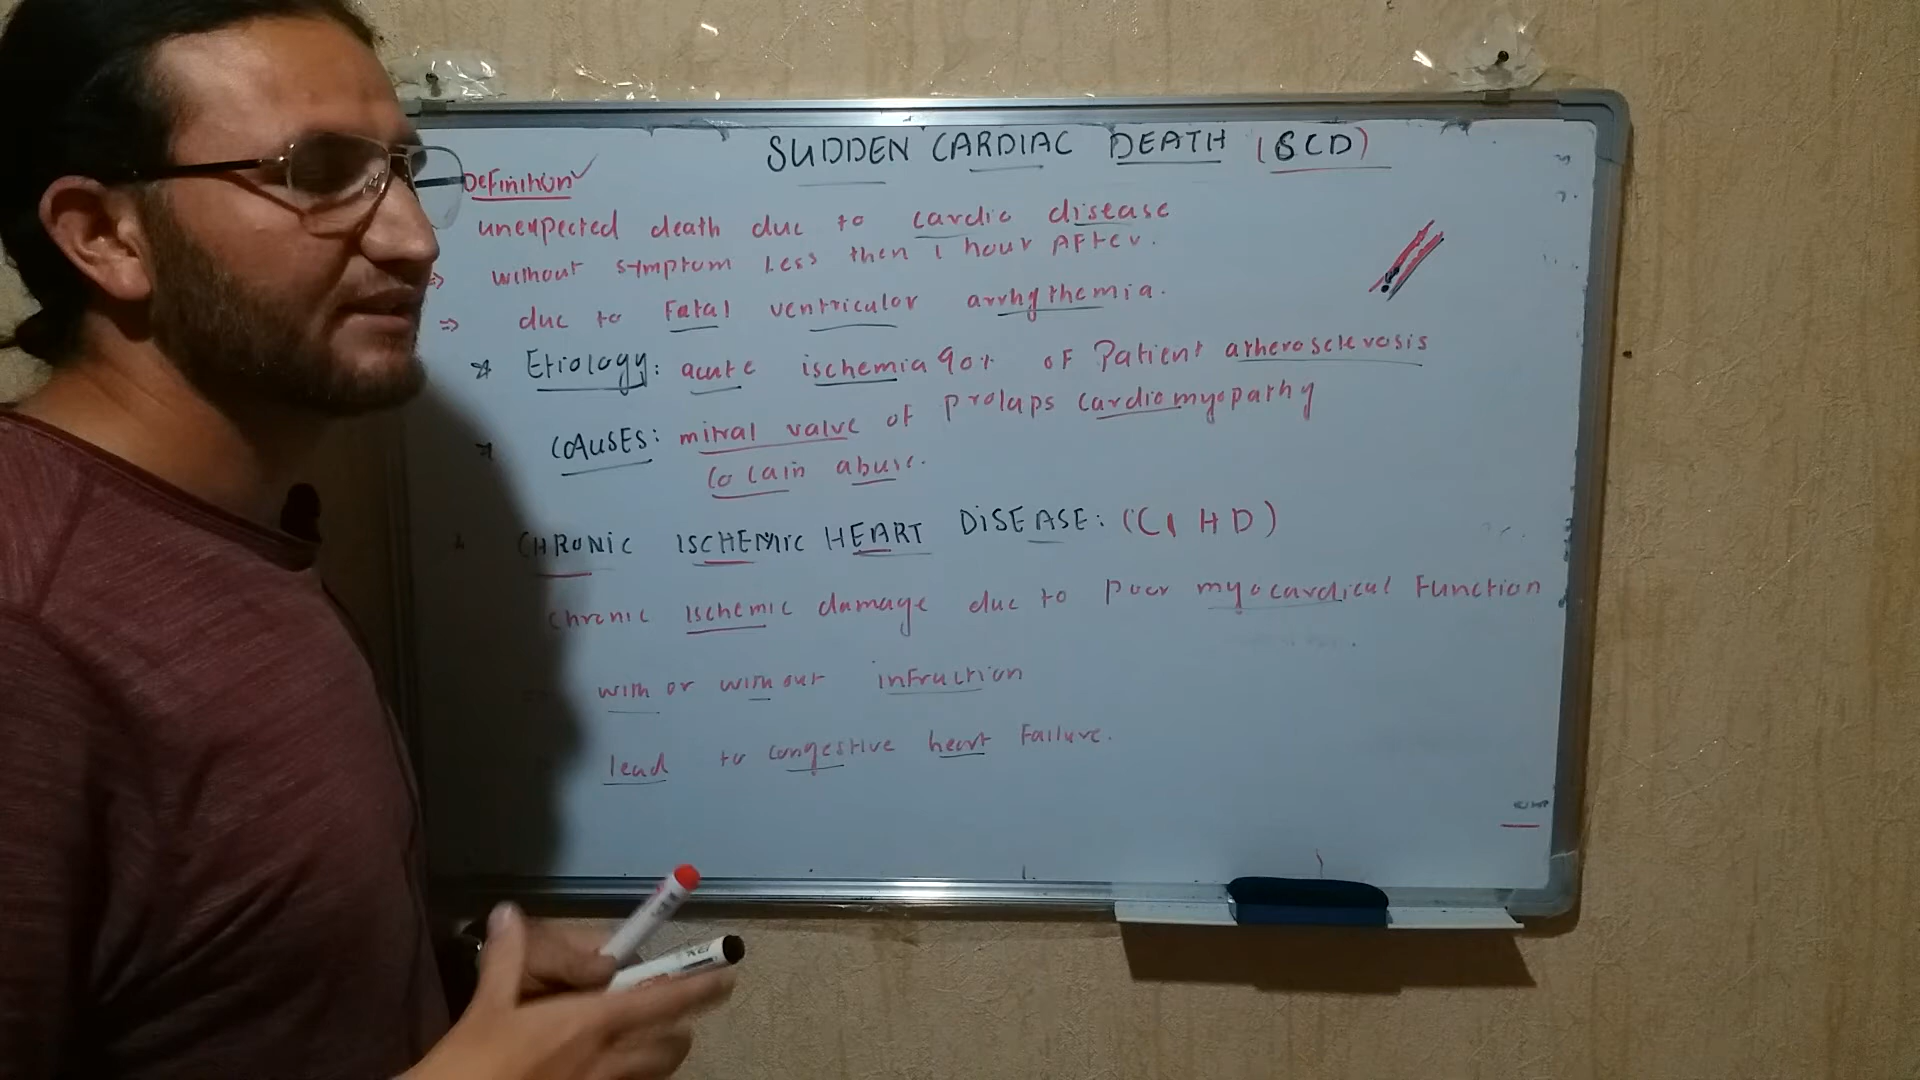 SUDDEN CARDIAC DEATH (SCD)
Definition
unexpected death due to cardic disease
⇒ without symptom Less then 1 hour After.
⇒ due to Fatal ventricular arrhythemia.
* Etiology: acute ischemia 90% of Patient atherosclerosis
* CAUSES: mitral valve of Prolaps cardiomyopathy
Cocain abuse.
CHRONIC ISCHEMIC HEART DISEASE: (CIHD)
chronic ischemic damage due to poor myocardical Function
with or without infruction
lead to congestive heart Failure.